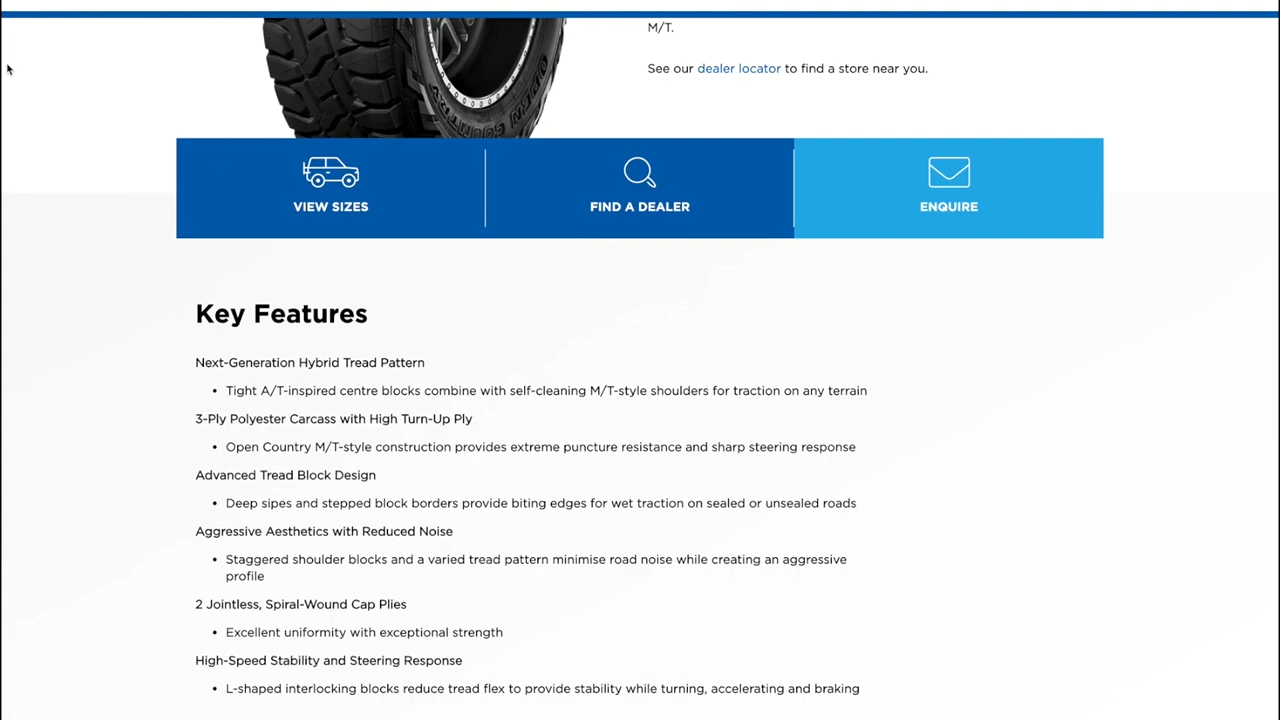 M/T.
See our dealer locator to find a store near you.
VIEW SIZES
FIND A DEALER
ENQUIRE
Key Features
Next-Generation Hybrid Tread Pattern
• Tight A/T-inspired centre blocks combine with self-cleaning M/T-style shoulders for traction on any terrain
3-Ply Polyester Carcass with High Turn-Up Ply
• Open Country M/T-style construction provides extreme puncture resistance and sharp steering response
Advanced Tread Block Design
• Deep sipes and stepped block borders provide biting edges for wet traction on sealed or unsealed roads
Aggressive Aesthetics with Reduced Noise
• Staggered shoulder blocks and a varied tread pattern minimise road noise while creating an aggressive
profile
2 Jointless, Spiral-Wound Cap Plies
• Excellent uniformity with exceptional strength
High-Speed Stability and Steering Response
• L-shaped interlocking blocks reduce tread flex to provide stability while turning, accelerating and braking